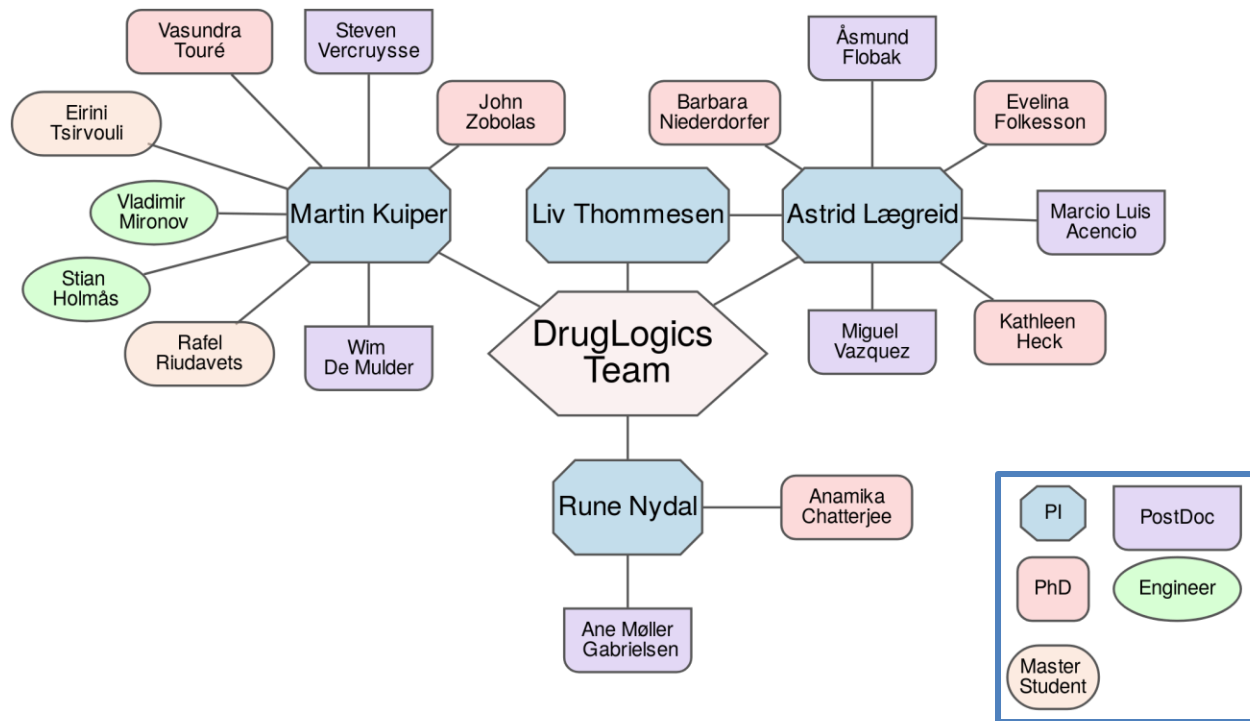 Vasundra
Touré
Steven
Vercruysse
Åsmund
Flobak
Eirini
Tsirvouli
John
Zobolas
Barbara
Niederdorfer
Evelina
Folkesson
Vladimir
Mironov
Martin Kuiper
Liv Thommesen
Astrid Lægreid
Marcio Luis
Acencio
Stian
Holmås
Rafel
Riudavets
Wim
De Mulder
DrugLogics
Team
Miguel
Vazquez
Kathleen
Heck
Rune Nydal
Anamika
Chatterjee
Ane Møller
Gabrielsen
PI
PostDoc
PhD
Engineer
Master
Student